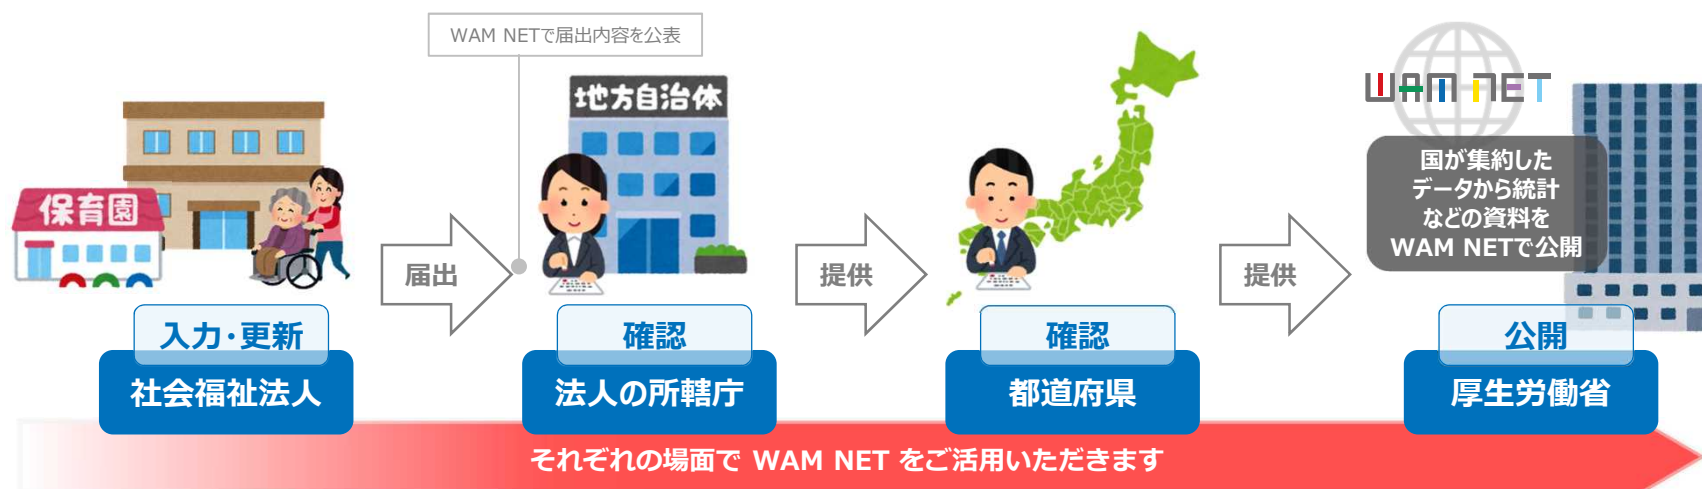 WAM NETで届出内容を公表
地方自治体
保育園
届出
提供
提供
WAM NET
国が集約した
データから統計
などの資料を
WAM NETで公開
入力・更新
社会福祉法人
確認
法人の所轄庁
確認
都道府県
公開
厚生労働省
それぞれの場面で WAM NET をご活用いただきます